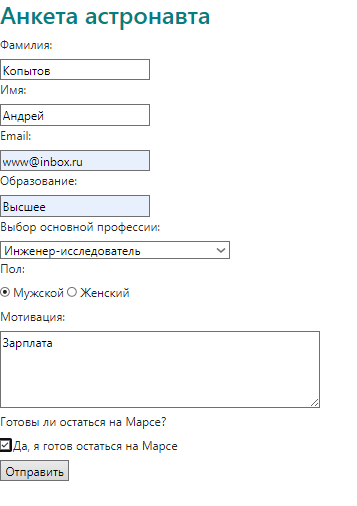 Анкета астронавта
Фамилия:
Копытов
Имя:
Андрей
Email:
www@inbox.ru
Образование:
Высшее
Выбор основной профессии:
Инженер-исследователь
Пол:
Мужской Женский
Мотивация:
Зарплата
Готовы ли остаться на Марсе?
Да, я готов остаться на Марсе
Отправить